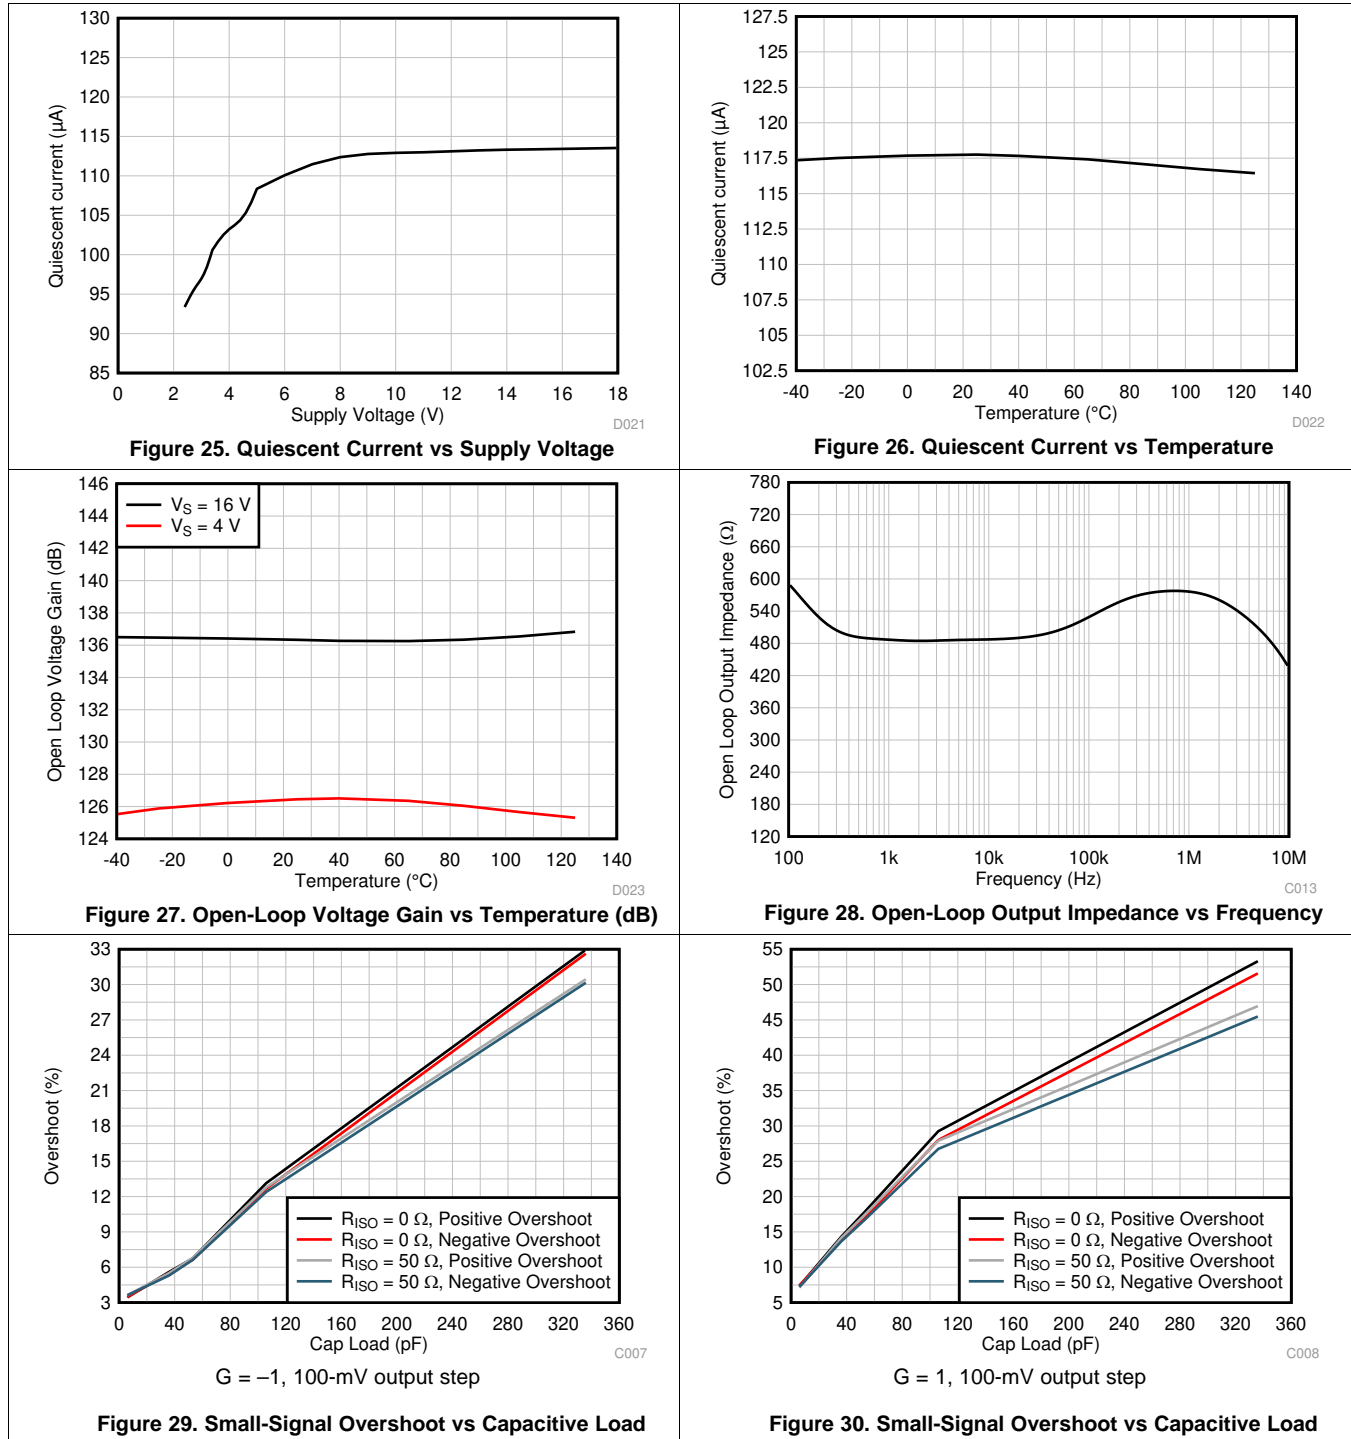 130
125
120
115
110
105
100
95
90
85
Quiescent current (µA)
0 2 4 6 8 10 12 14 16 18
Supply Voltage (V)
D021
Figure 25. Quiescent Current vs Supply Voltage
127.5
125
122.5
120
117.5
115
112.5
110
107.5
105
102.5
Quiescent current (µA)
-40 -20 0 20 40 60 80 100 120 140
Temperature (°C)
D022
Figure 26. Quiescent Current vs Temperature
146
144
142
140
138
136
134
132
130
128
126
124
Open Loop Voltage Gain (dB)
VS = 16 V
VS = 4 V
-40 -20 0 20 40 60 80 100 120 140
Temperature (°C)
D023
Figure 27. Open-Loop Voltage Gain vs Temperature (dB)
780
720
660
600
540
480
420
360
300
240
180
120
Open Loop Output Impedance (Ω)
100 1k 10k 100k 1M 10M
Frequency (Hz)
C013
Figure 28. Open-Loop Output Impedance vs Frequency
33
30
27
24
21
18
15
12
9
6
3
Overshoot (%)
RISO = 0 Ω, Positive Overshoot
RISO = 0 Ω, Negative Overshoot
RISO = 50 Ω, Positive Overshoot
RISO = 50 Ω, Negative Overshoot
0 40 80 120 160 200 240 280 320 360
Cap Load (pF)
C007
G = –1, 100-mV output step
Figure 29. Small-Signal Overshoot vs Capacitive Load
55
50
45
40
35
30
25
20
15
10
5
Overshoot (%)
RISO = 0 Ω, Positive Overshoot
RISO = 0 Ω, Negative Overshoot
RISO = 50 Ω, Positive Overshoot
RISO = 50 Ω, Negative Overshoot
0 40 80 120 160 200 240 280 320 360
Cap Load (pF)
C008
G = 1, 100-mV output step
Figure 30. Small-Signal Overshoot vs Capacitive Load